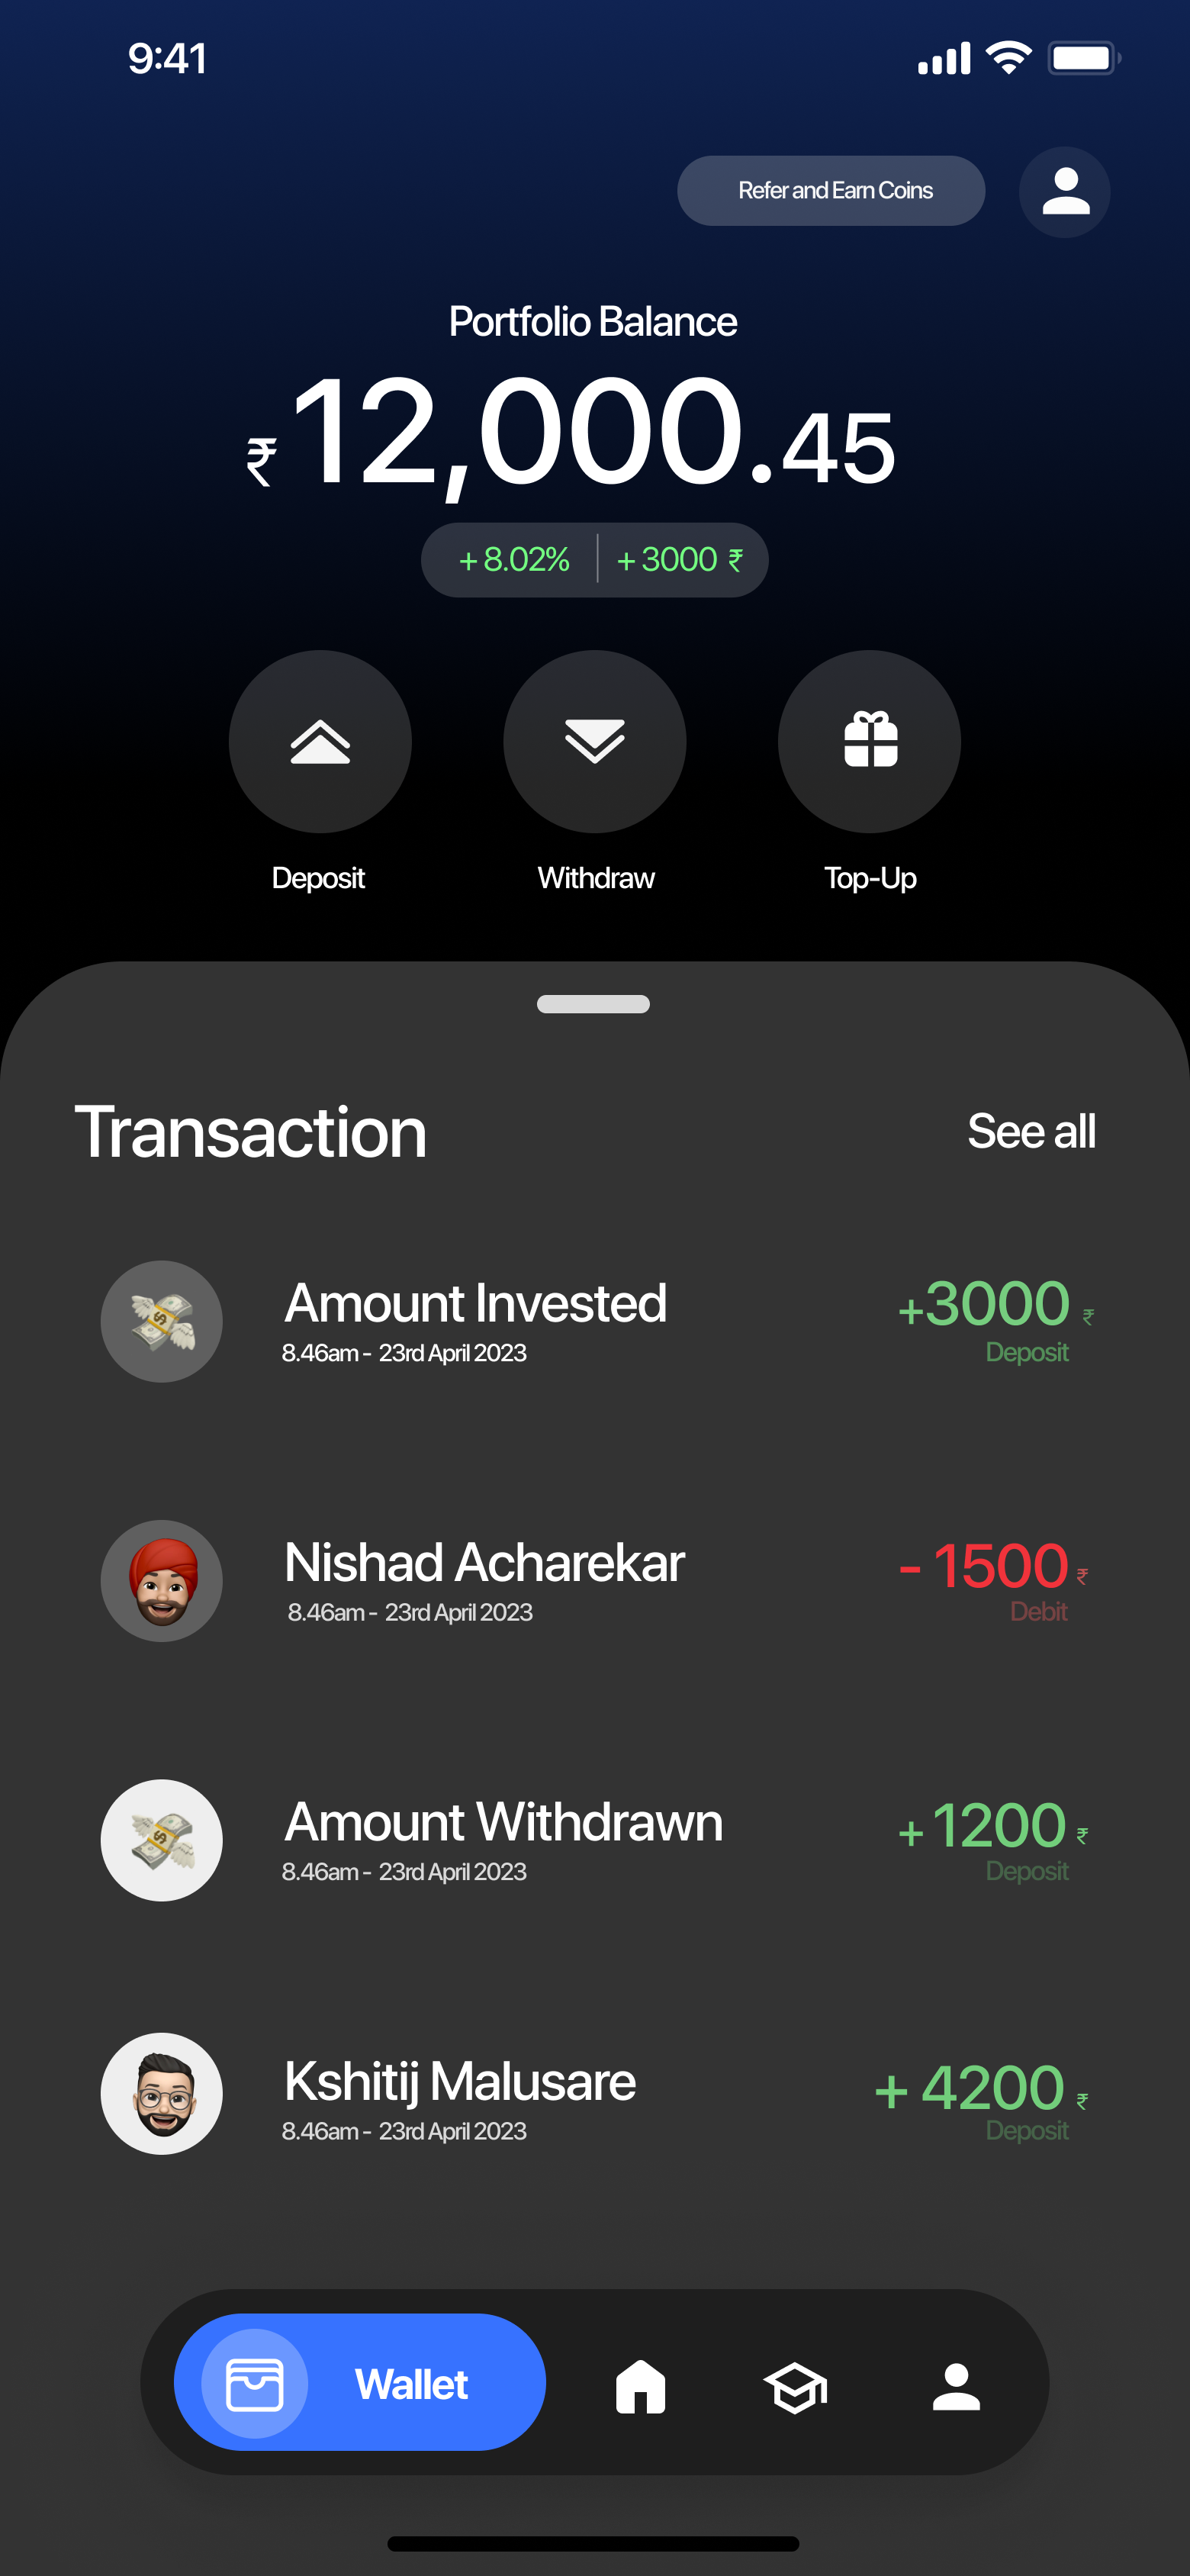 9:41
Refer and Earn Coins
Portfolio Balance
₹ 12,000.45
+ 8.02% + 3000 ₹
Deposit Withdraw Top-Up
Transaction See all
Amount Invested +3000 ₹
8.46am - 23rd April 2023 Deposit
Nishad Acharekar - 1500 ₹
8.46am - 23rd April 2023 Debit
Amount Withdrawn + 1200 ₹
8.46am - 23rd April 2023 Deposit
Kshitij Malusare + 4200 ₹
8.46am - 23rd April 2023 Deposit
Wallet